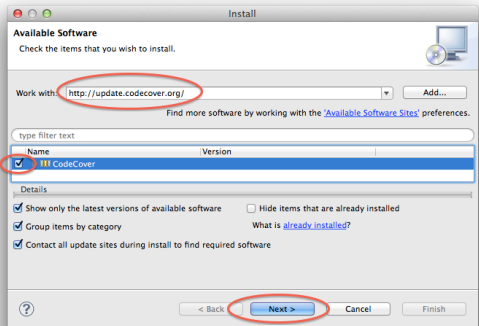 Install
Available Software
Check the items that you wish to install.
Work with: http://update.codecover.org/ Add...
Find more software by working with the 'Available Software Sites' preferences.
type filter text
Name Version
CodeCover
Details
Show only the latest versions of available software Hide items that are already installed
Group items by category What is already installed?
Contact all update sites during install to find required software
? < Back Next > Cancel Finish